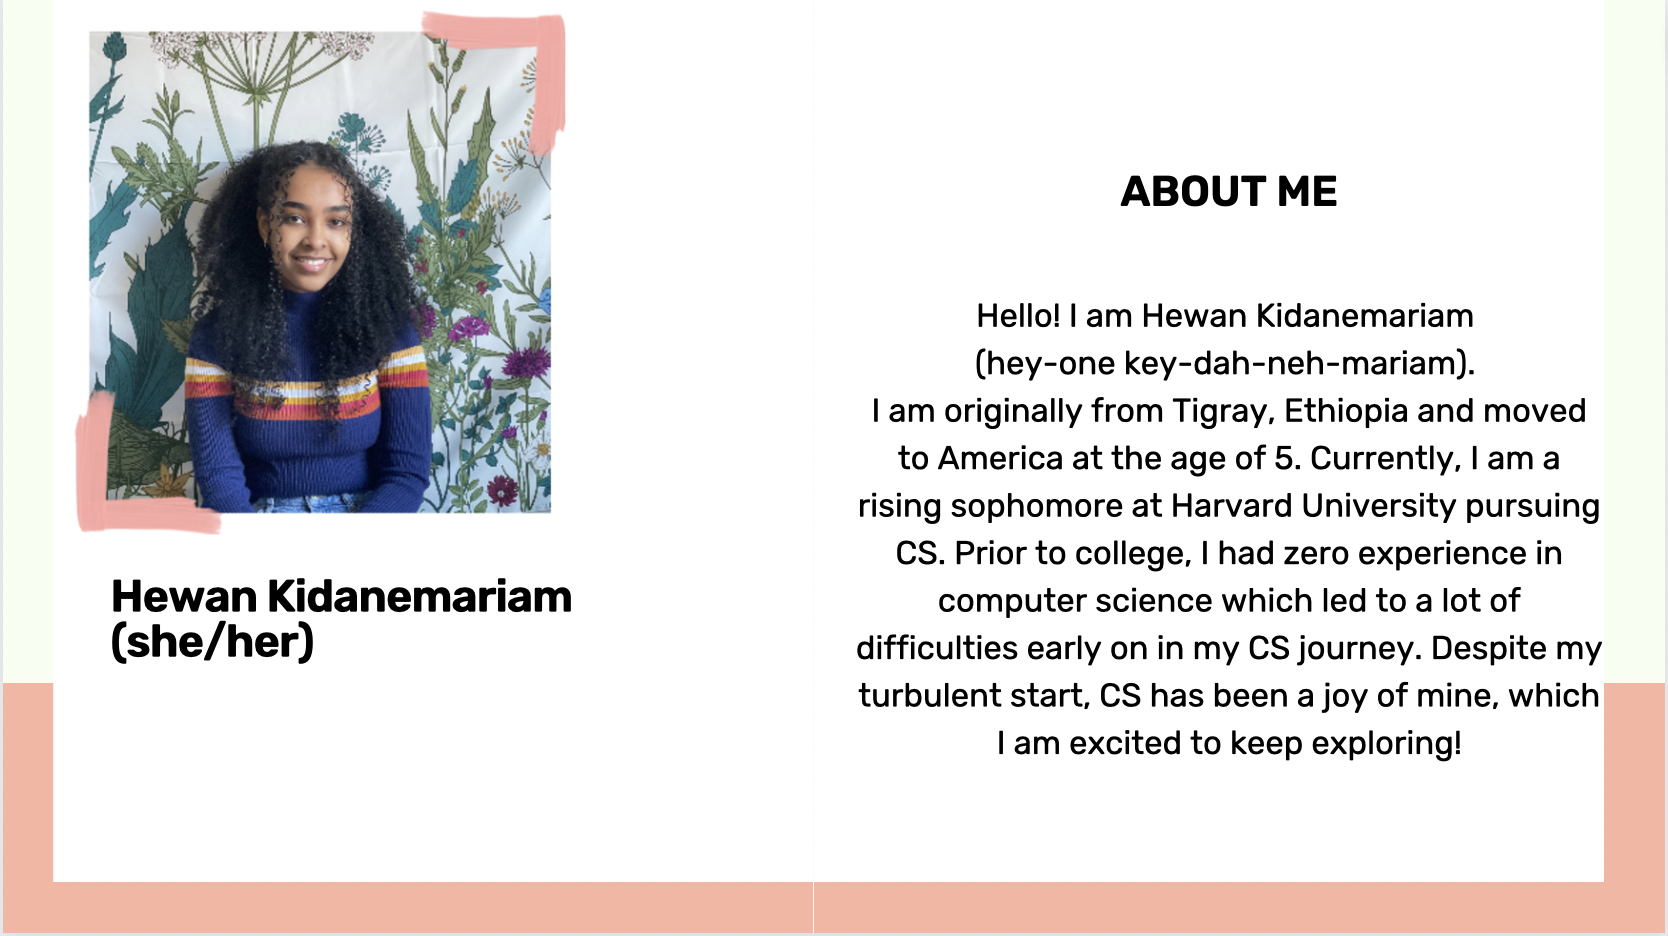 Hewan Kidanemariam
(she/her)
ABOUT ME
Hello! I am Hewan Kidanemariam
(hey-one key-dah-neh-mariam).
I am originally from Tigray, Ethiopia and moved
to America at the age of 5. Currently, I am a
rising sophomore at Harvard University pursuing
CS. Prior to college, I had zero experience in
computer science which led to a lot of
difficulties early on in my CS journey. Despite my
turbulent start, CS has been a joy of mine, which
I am excited to keep exploring!